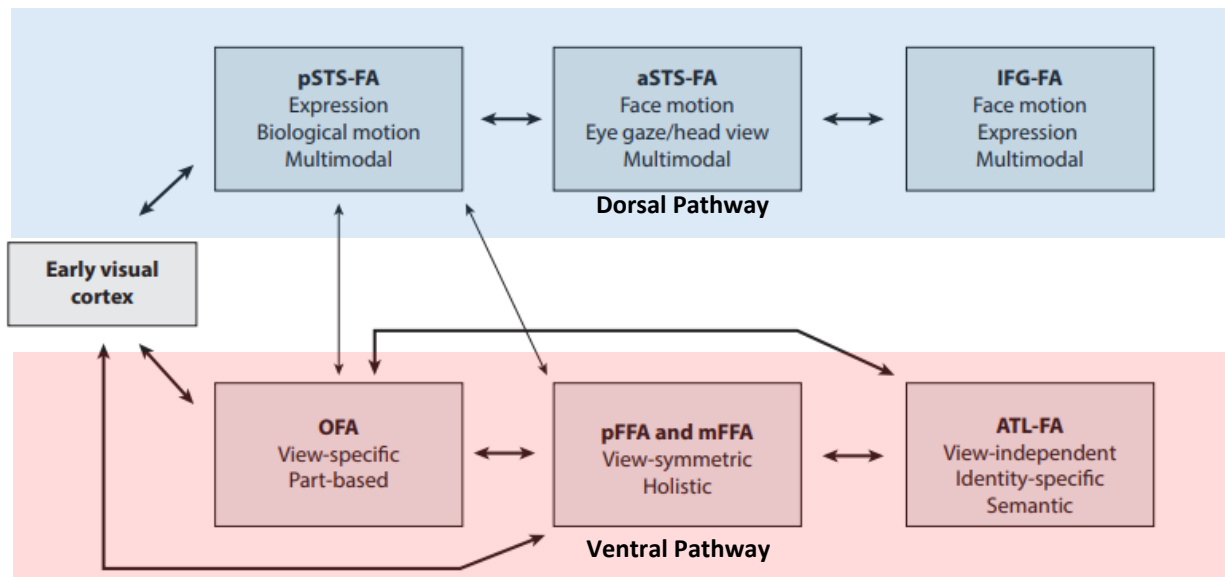 pSTS-FA
Expression
Biological motion
Multimodal
aSTS-FA
Face motion
Eye gaze/head view
Multimodal
IFG-FA
Face motion
Expression
Multimodal
Dorsal Pathway
Early visual
cortex
OFA
View-specific
Part-based
pFFA and mFFA
View-symmetric
Holistic
ATL-FA
View-independent
Identity-specific
Semantic
Ventral Pathway